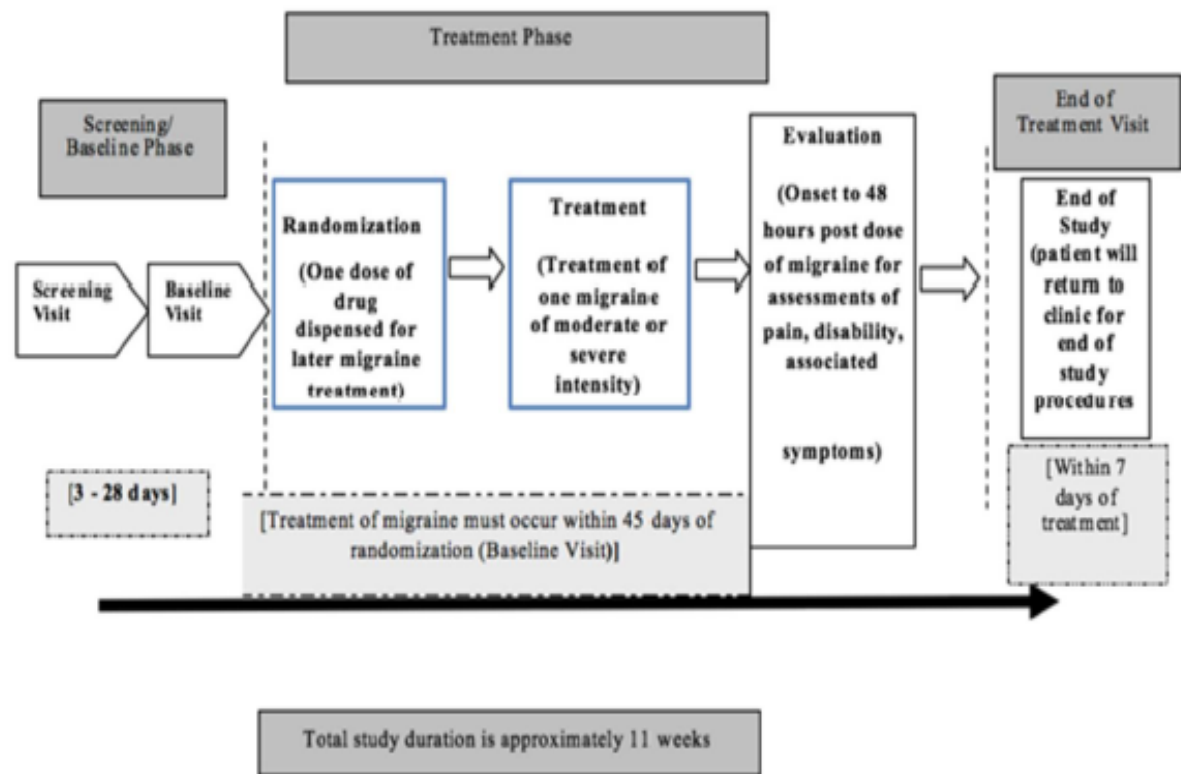 Treatment Phase
Screening/
Baseline Phase
End of
Treatment Visit
Screening
Visit
Baseline
Visit
Randomization
(One dose of
drug
dispensed for
later migraine
treatment)
Treatment
(Treatment of
one migraine
of moderate or
severe
intensity)
Evaluation
(Onset to 48
hours post dose
of migraine for
assessments of
pain, disability,
associated
symptoms)
End of
Study
(patient will
return to
clinic for
end of
study
procedures
[3 - 28 days]
[Treatment of migraine must occur within 45 days of
randomization (Baseline Visit)]
[Within 7
days of
treatment]
Total study duration is approximately 11 weeks